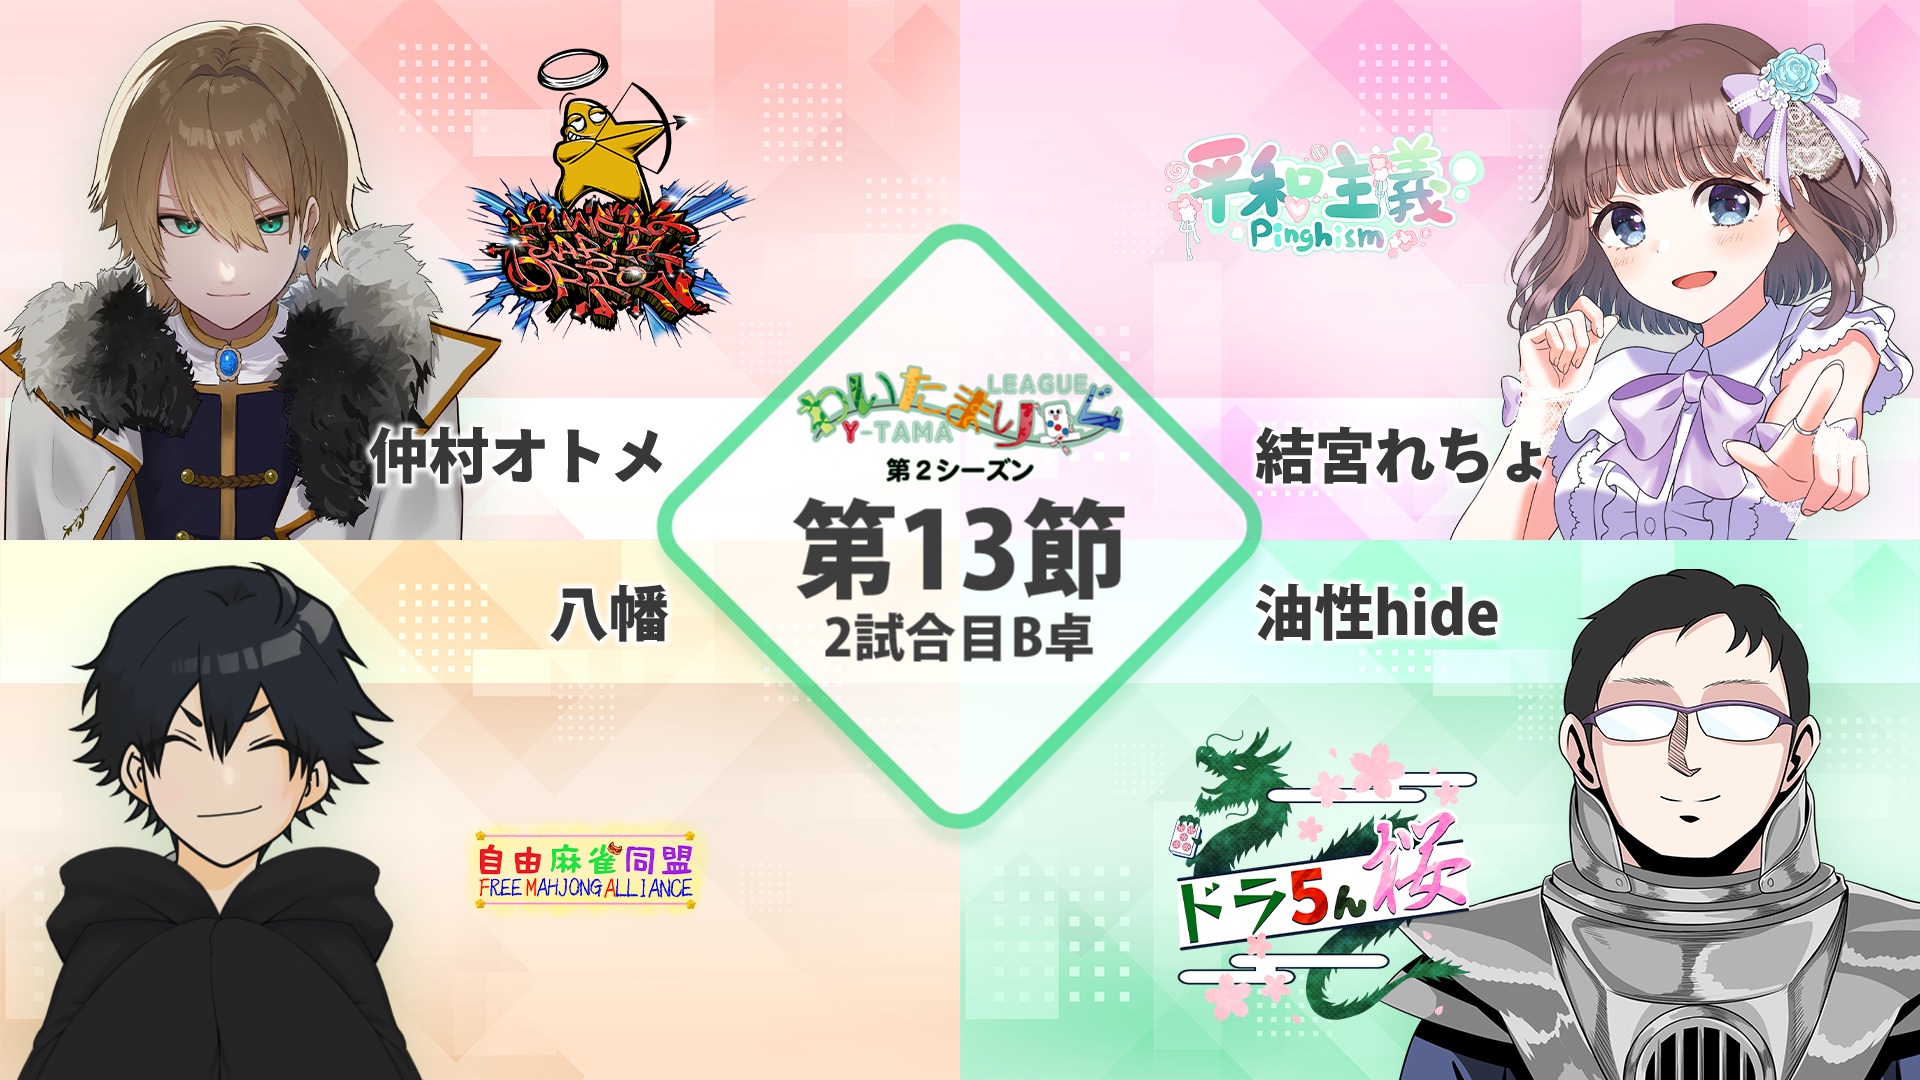 平和主義
Pinghism
仲村オトメ
結宮れちょ
わいたまりーぐ
LEAGUE
Y-TAMA
第2シーズン
第13節
2試合目B卓
八幡
油性hide
自由麻雀同盟
FREE MAHJONG ALLIANCE
ドラ5ん桜